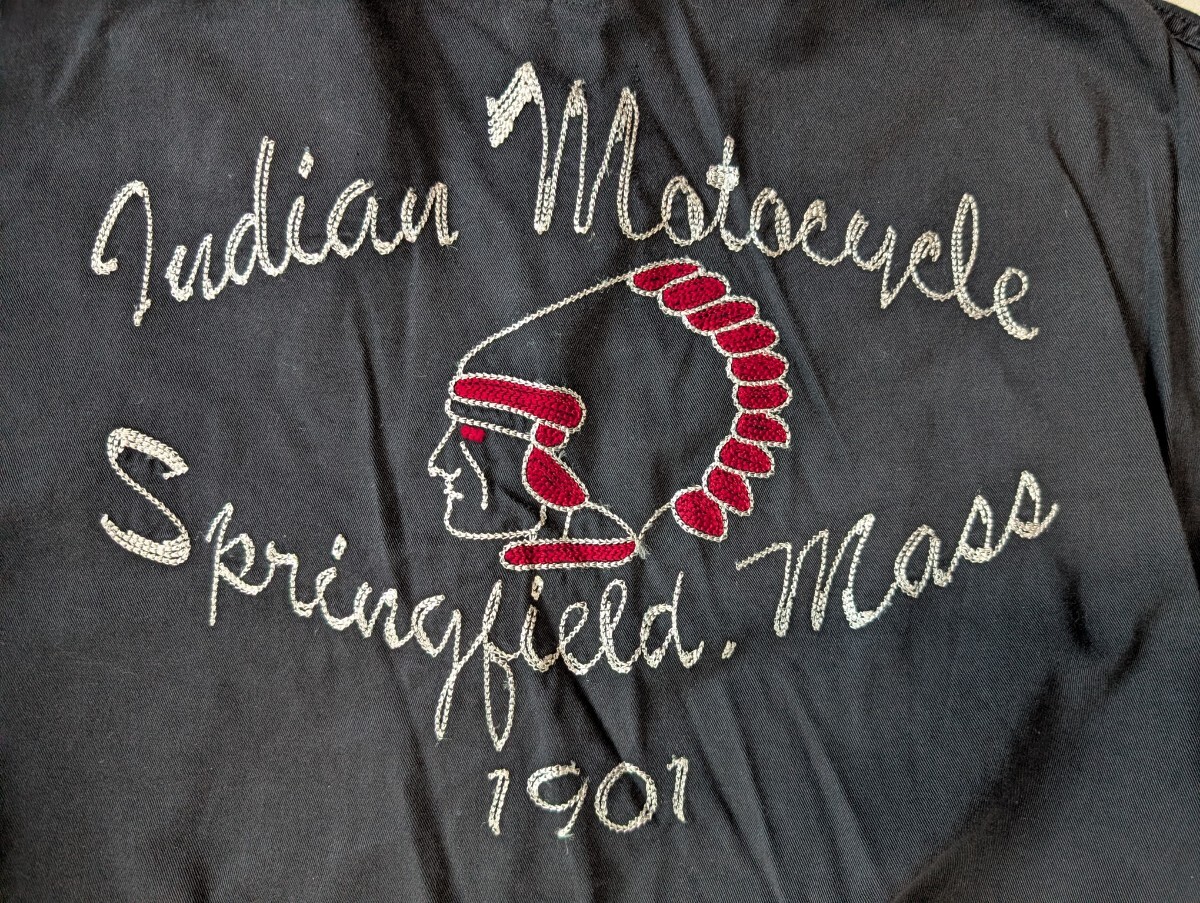 Indian Motocycle
Springfield. Mass
1901